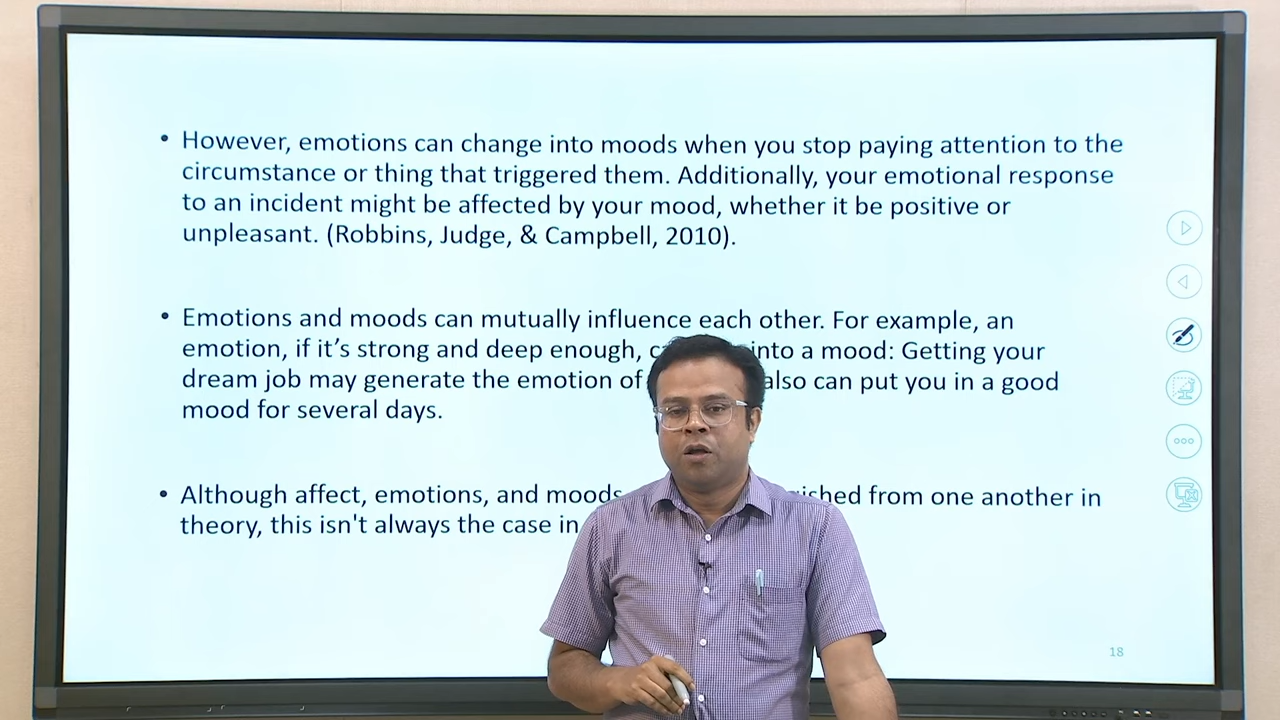 • However, emotions can change into moods when you stop paying attention to the
circumstance or thing that triggered them. Additionally, your emotional response
to an incident might be affected by your mood, whether it be positive or
unpleasant. (Robbins, Judge, & Campbell, 2010).
• Emotions and moods can mutually influence each other. For example, an
emotion, if it’s strong and deep enough, into a mood: Getting your
dream job may generate the emotion of also can put you in a good
mood for several days.
• Although affect, emotions, and moods from one another in
theory, this isn't always the case in
18